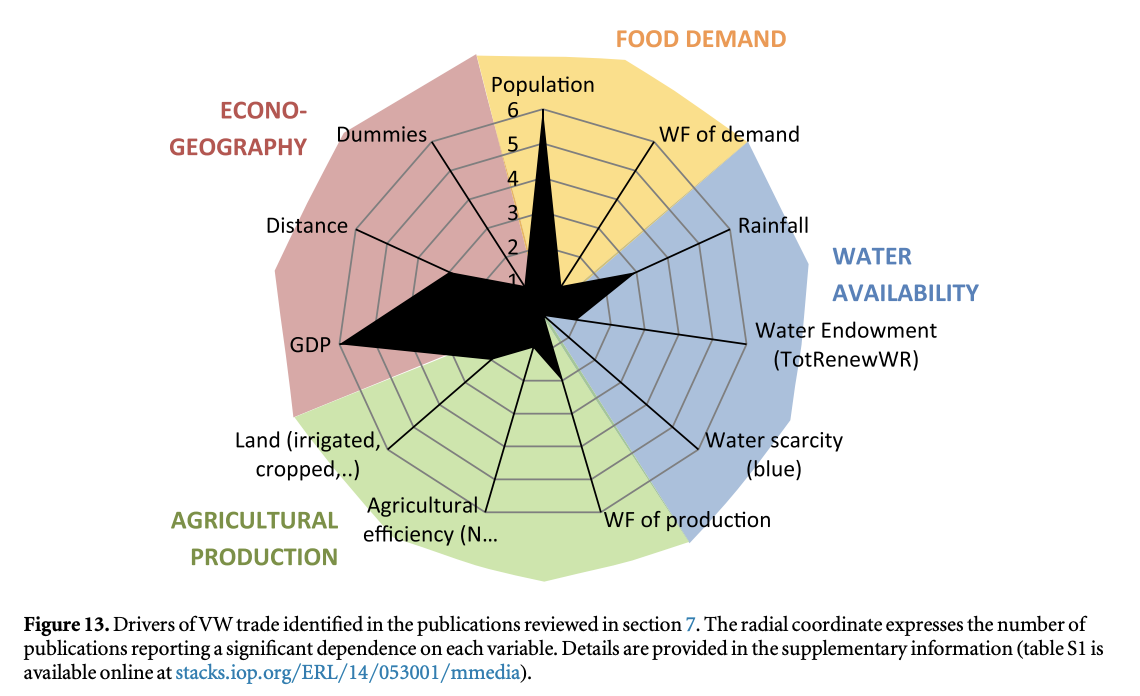 FOOD DEMAND
Population
ECONO-
GEOGRAPHY
6
Dummies
WF of demand
5
4
3
Distance
Rainfall
2
WATER
AVAILABILITY
1
GDP
Water Endowment
(TotRenewWR)
Land (irrigated,
cropped,..)
Water scarcity
(blue)
Agricultural
efficiency (N...
WF of production
AGRICULTURAL
PRODUCTION
Figure 13. Drivers of VW trade identified in the publications reviewed in section 7. The radial coordinate expresses the number of
publications reporting a significant dependence on each variable. Details are provided in the supplementary information (table S1 is
available online at stacks.iop.org/ERL/14/053001/mmedia).